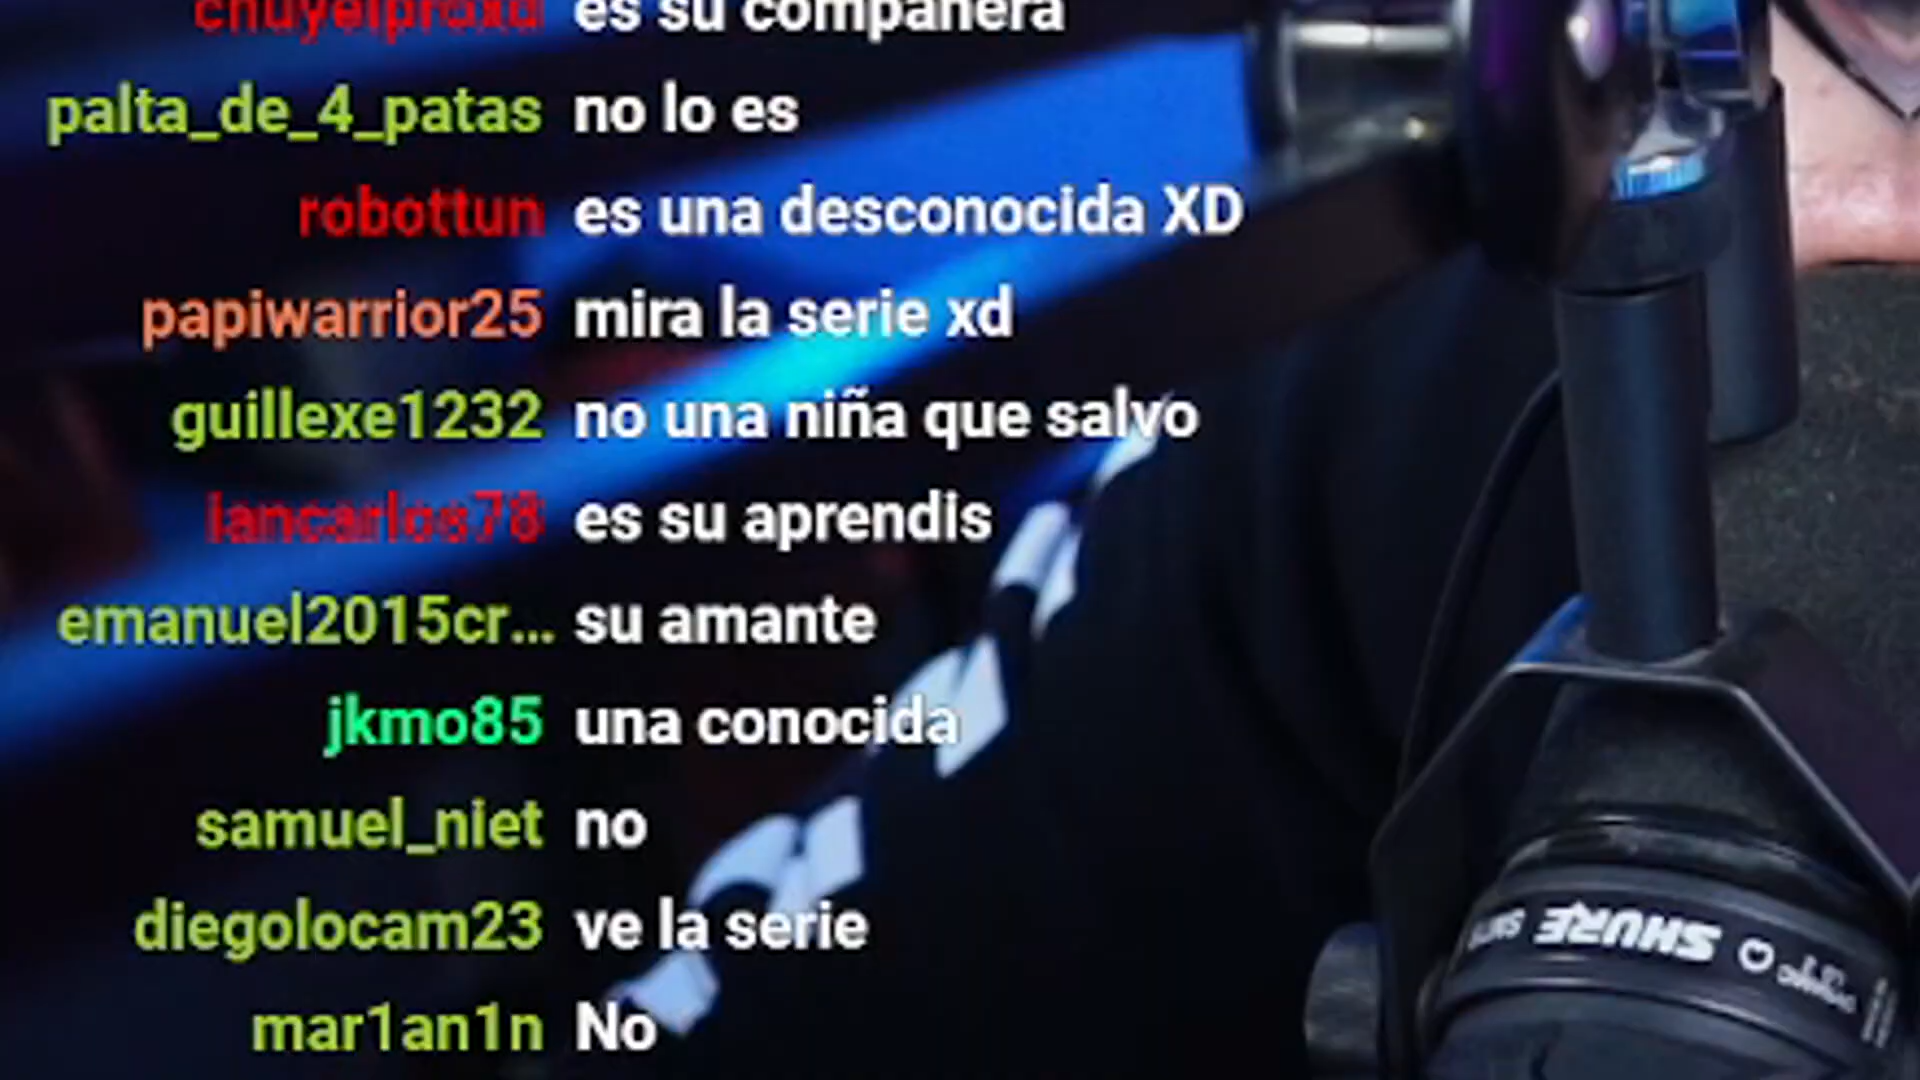 chuyelproxd es su compañera
palta_de_4_patas no lo es
robottun es una desconocida XD
papiwarrior25 mira la serie xd
guillexe1232 no una niña que salvo
iancarlos78 es su aprendis
emanuel2015cr... su amante
jkmo85 una conocida
samuel_niet no
diegolocam23 ve la serie
mar1an1n No
SHURE